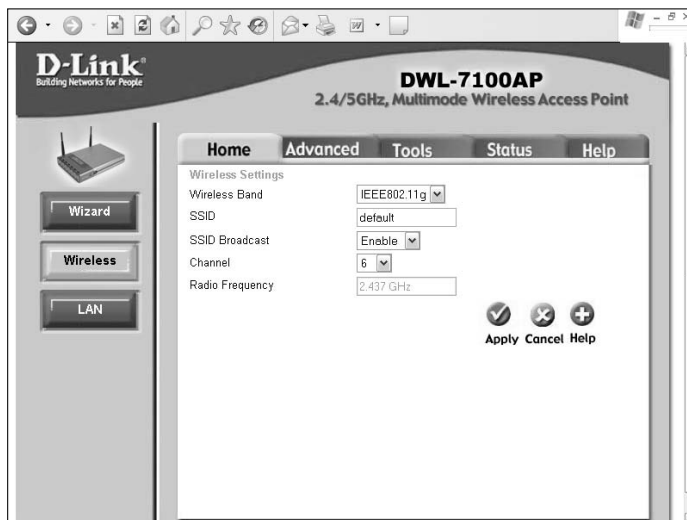 D-Link
Building Networks for People
DWL-7100AP
2.4/5GHz, Multimode Wireless Access Point
Home Advanced Tools Status Help
Wizard
Wireless
LAN
Wireless Settings
Wireless Band IEEE802.11g
SSID default
SSID Broadcast Enable
Channel 6
Radio Frequency 2.437 GHz
Apply Cancel Help